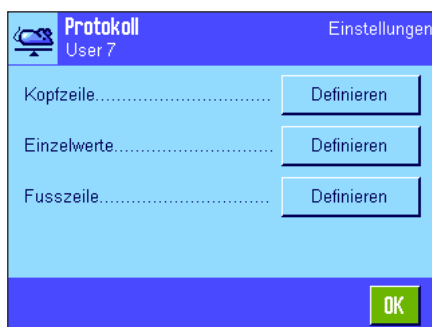 Protokoll Einstellungen
User 7
Kopfzeile............................... Definieren
Einzelwerte............................ Definieren
Fusszeile.............................. Definieren
OK